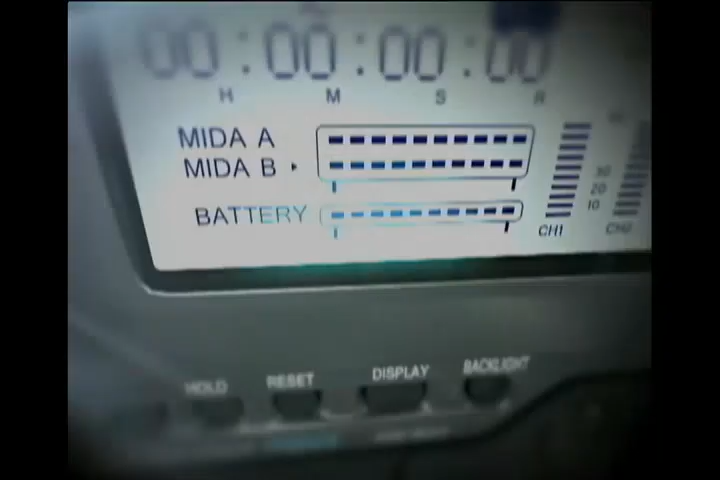 00:00:00:00
H M S
MIDA A
MIDA B
BATTERY
30
20
10
CH1 CH2
HOLD RESET DISPLAY BACKLIGHT